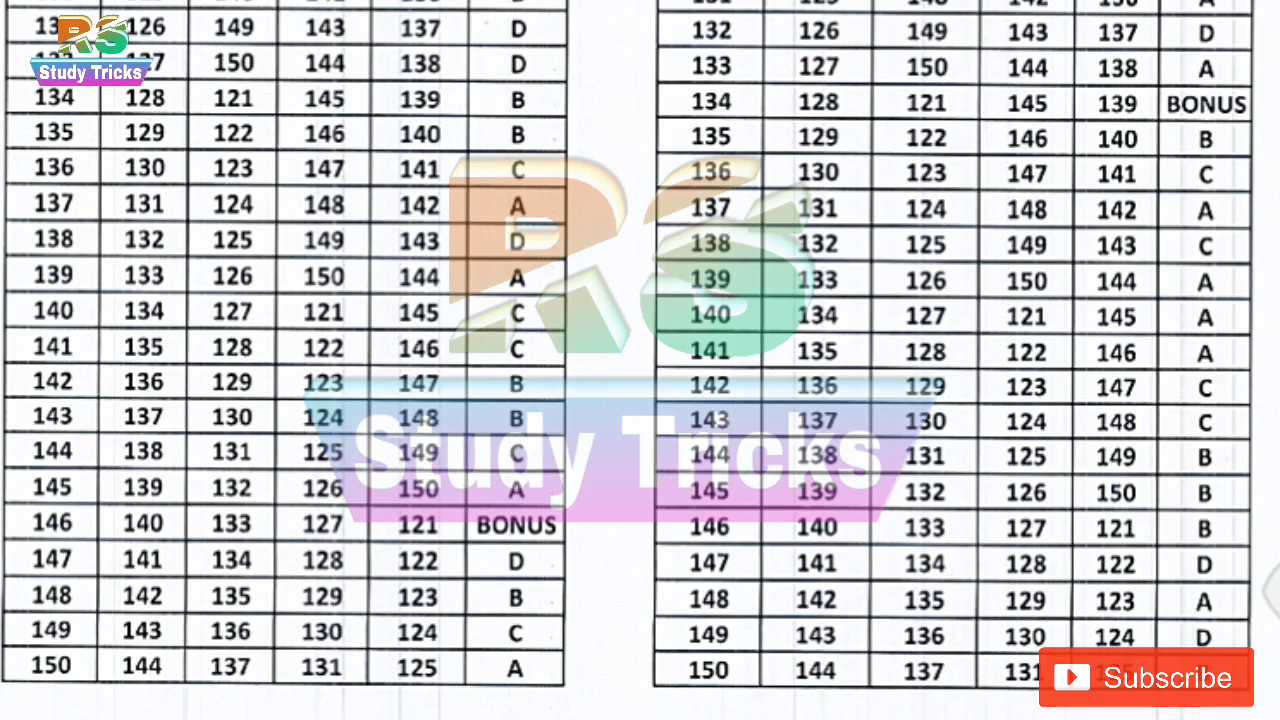 RS
Study Tricks
126 149 143 137 D
150 144 138 D
134 128 121 145 139 B
135 129 122 146 140 B
136 130 123 147 141 C
137 131 124 148 142 A
138 132 125 149 143 D
139 133 126 150 144 A
140 134 127 121 145 C
141 135 128 122 146 C
142 136 129 123 147 B
143 137 130 124 148 B
144 138 131 125 149 C
145 139 132 126 150 A
146 140 133 127 121 BONUS
147 141 134 128 122 D
148 142 135 129 123 B
149 143 136 130 124 C
150 144 137 131 125 A
132 126 149 143 137 D
133 127 150 144 138 A
134 128 121 145 139 BONUS
135 129 122 146 140 B
136 130 123 147 141 C
137 131 124 148 142 A
138 132 125 149 143 C
139 133 126 150 144 A
140 134 127 121 145 A
141 135 128 122 146 A
142 136 129 123 147 C
143 137 130 124 148 C
144 138 131 125 149 B
145 139 132 126 150 B
146 140 133 127 121 B
147 141 134 128 122 D
148 142 135 129 123 A
149 143 136 130 124 D
150 144 137 131
RS
Study Tricks
Subscribe